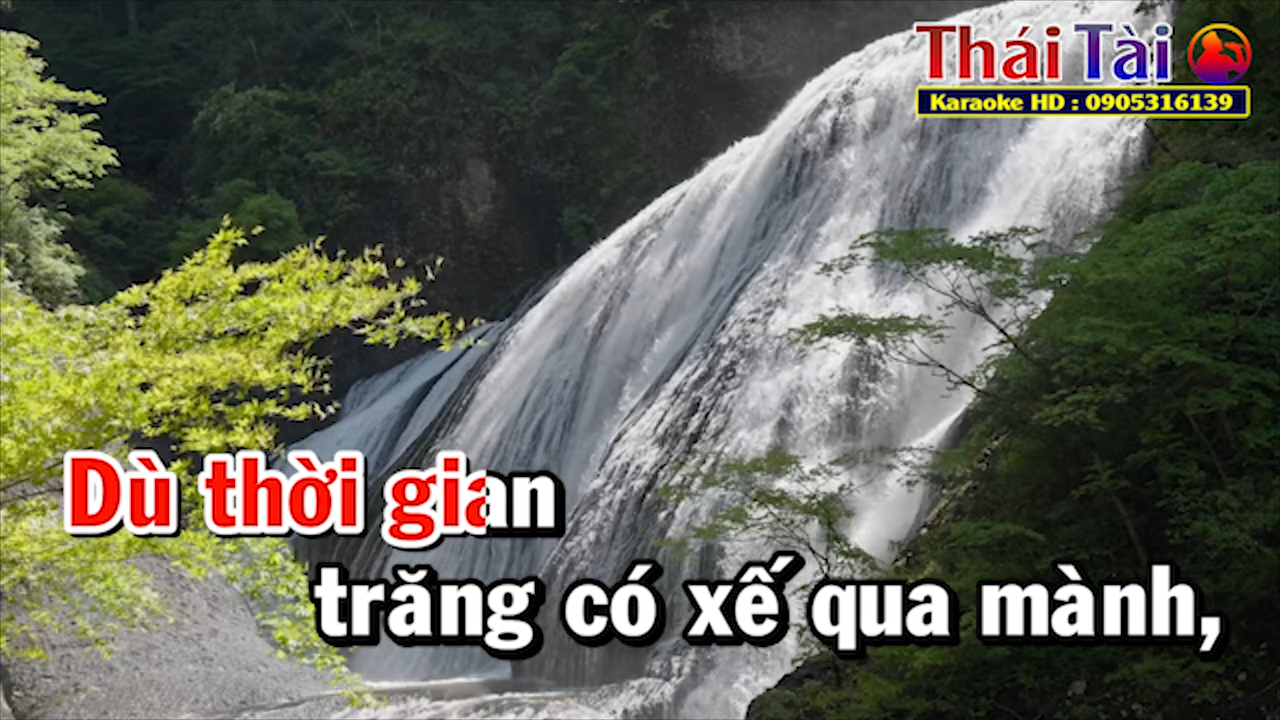 Thái Tài
Karaoke HD : 0905316139
Dù thời gian
trăng có xế qua mành,